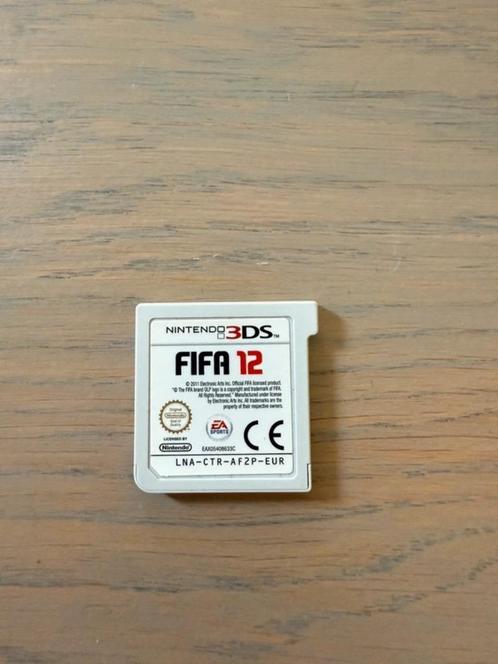 NINTENDO 3DS™
FIFA 12
© 2011 Electronic Arts Inc. Official FIFA licensed product.
"© The FIFA brand OLP logo is a copyright and trademark of FIFA.
All Rights Reserved." Manufactured under license
by Electronic Arts Inc. All trademarks are the
property of their respective owners.
Original
Nintendo
Seal of
Quality
LICENSED BY
Nintendo
EA
SPORTS
EAX05408633C
CE
LNA-CTR-AF2P-EUR